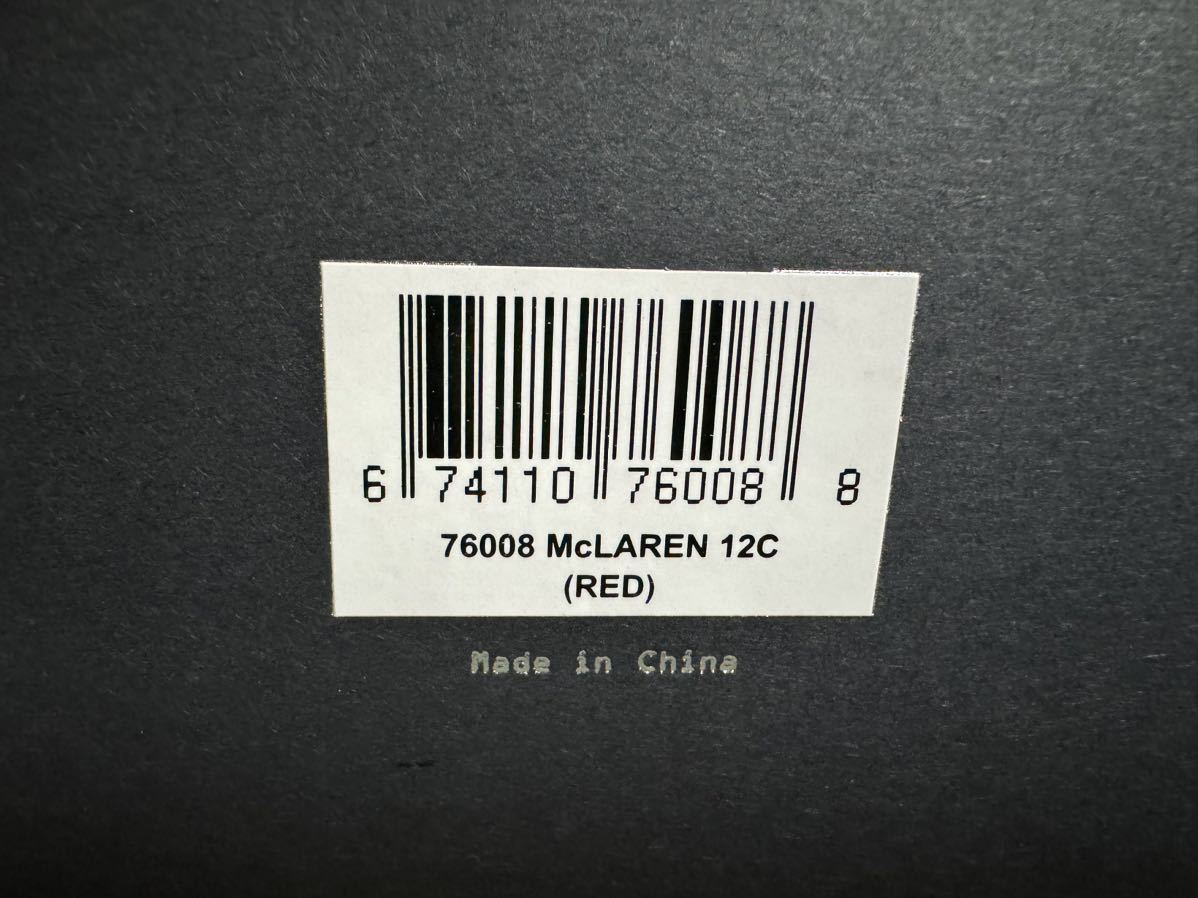 6 74110 76008 8
76008 McLAREN 12C
(RED)
Made in China